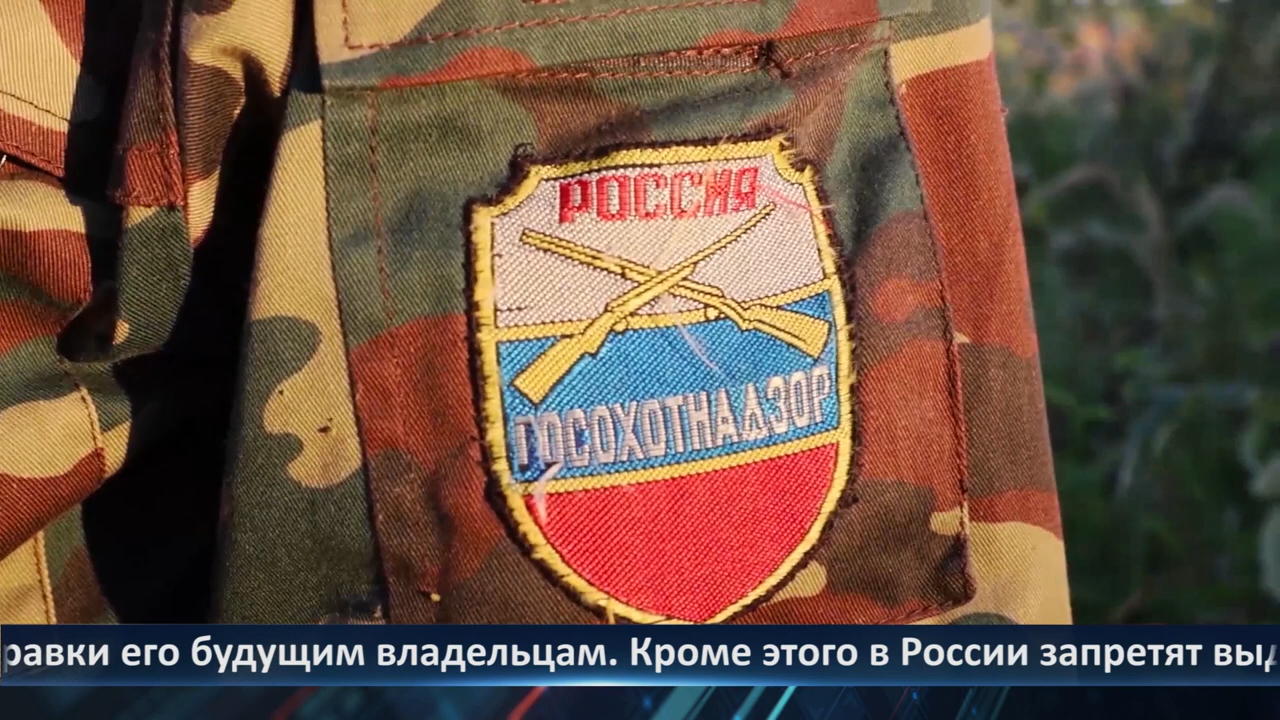 РОССИЯ
ГОСОХОТНАДЗОР
равки его будущим владельцам. Кроме этого в России запретят выд